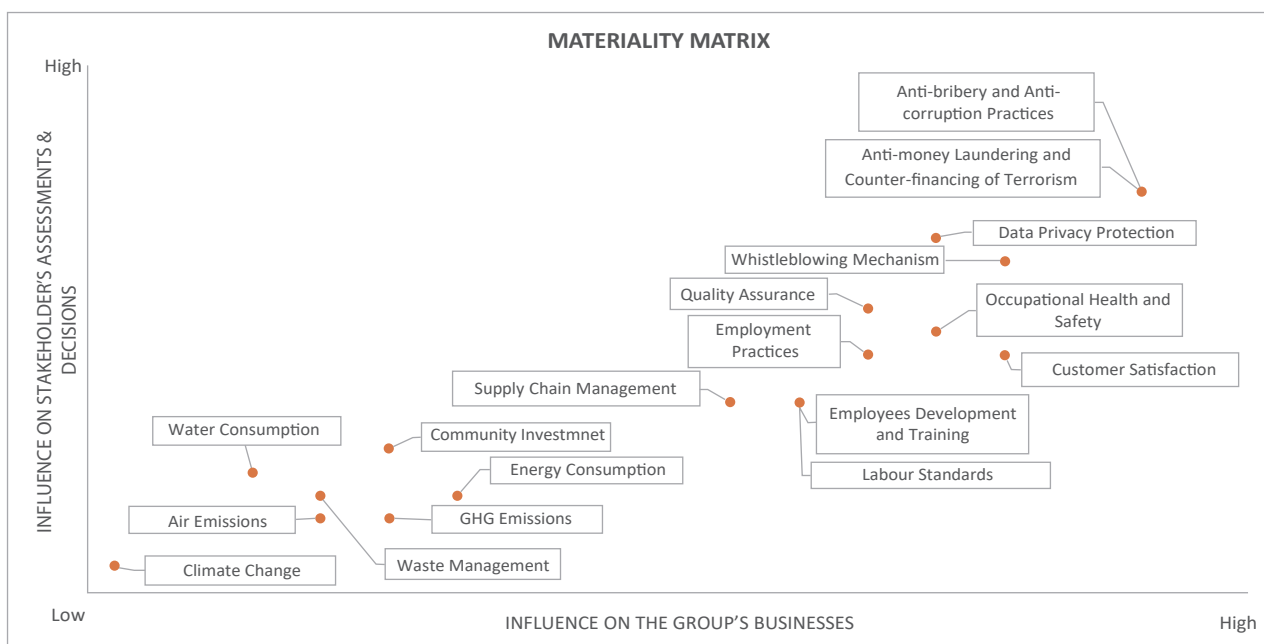 MATERIALITY MATRIX
High
INFLUENCE ON STAKEHOLDER'S ASSESSMENTS &
DECISIONS
Anti-bribery and Anti-
corruption Practices
Anti-money Laundering and
Counter-financing of Terrorism
Data Privacy Protection
Whistleblowing Mechanism
Quality Assurance
Occupational Health and
Safety
Employment
Practices
Customer Satisfaction
Supply Chain Management
Employees Development
and Training
Water Consumption
Community Investmnet
Energy Consumption
Labour Standards
Air Emissions
GHG Emissions
Waste Management
Climate Change
Low
INFLUENCE ON THE GROUP'S BUSINESSES
High